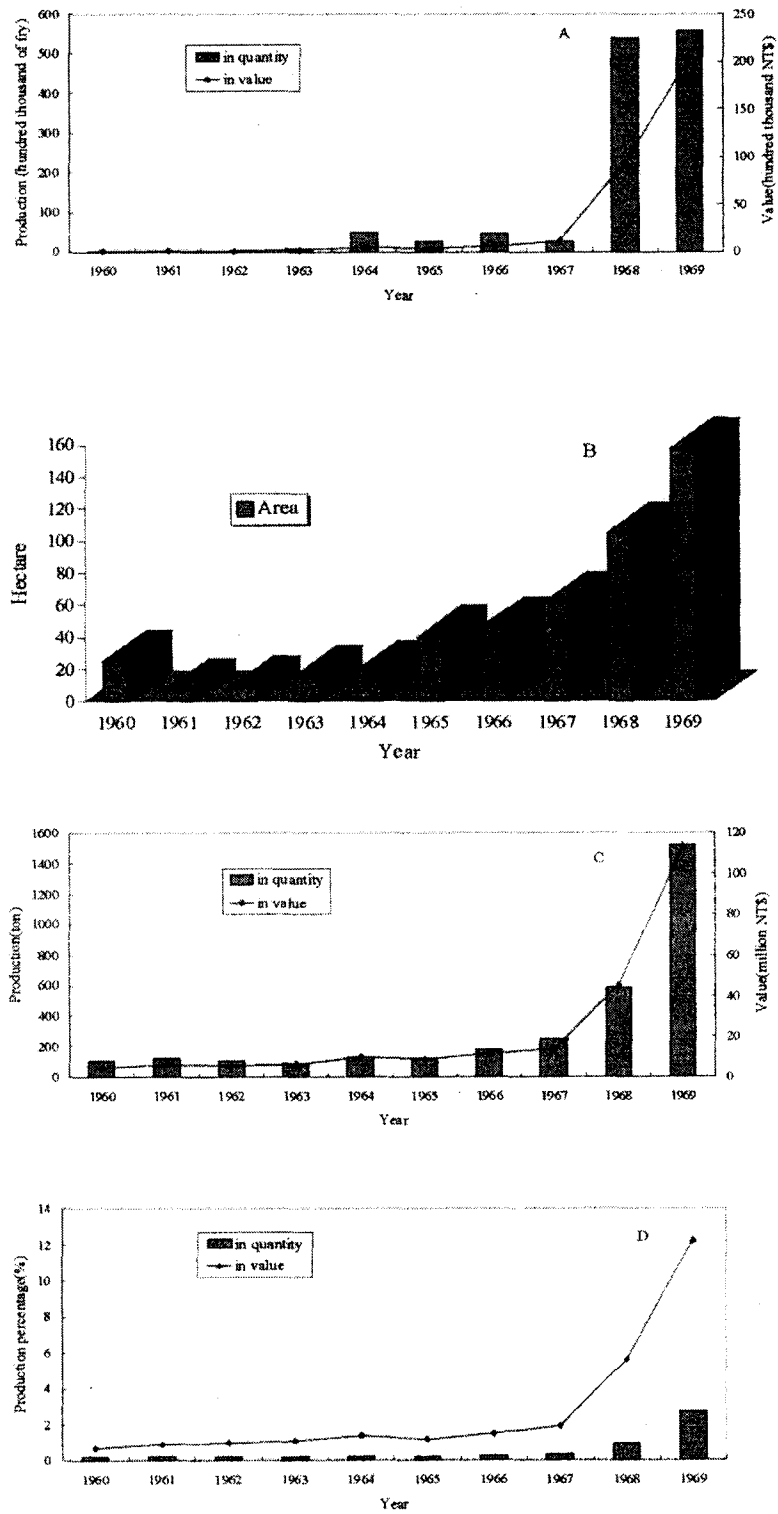 A
in quantity
in value
Production (hundred thousand of fry)
600
500
400
300
200
100
0
Value(hundred thousand NT$)
250
200
150
100
50
0
1960 1961 1962 1963 1964 1965 1966 1967 1968 1969
Year
B
Area
Hectare
160
140
120
100
80
60
40
20
0
1960 1961 1962 1963 1964 1965 1966 1967 1968 1969
Year
C
in quantity
in value
Production(ton)
1600
1400
1200
1000
800
600
400
200
0
Value(million NT$)
120
100
80
60
40
20
0
1960 1961 1962 1963 1964 1965 1966 1967 1968 1969
Year
D
in quantity
in value
Production percentage(%)
14
12
10
8
6
4
2
0
1960 1961 1962 1963 1964 1965 1966 1967 1968 1969
Year